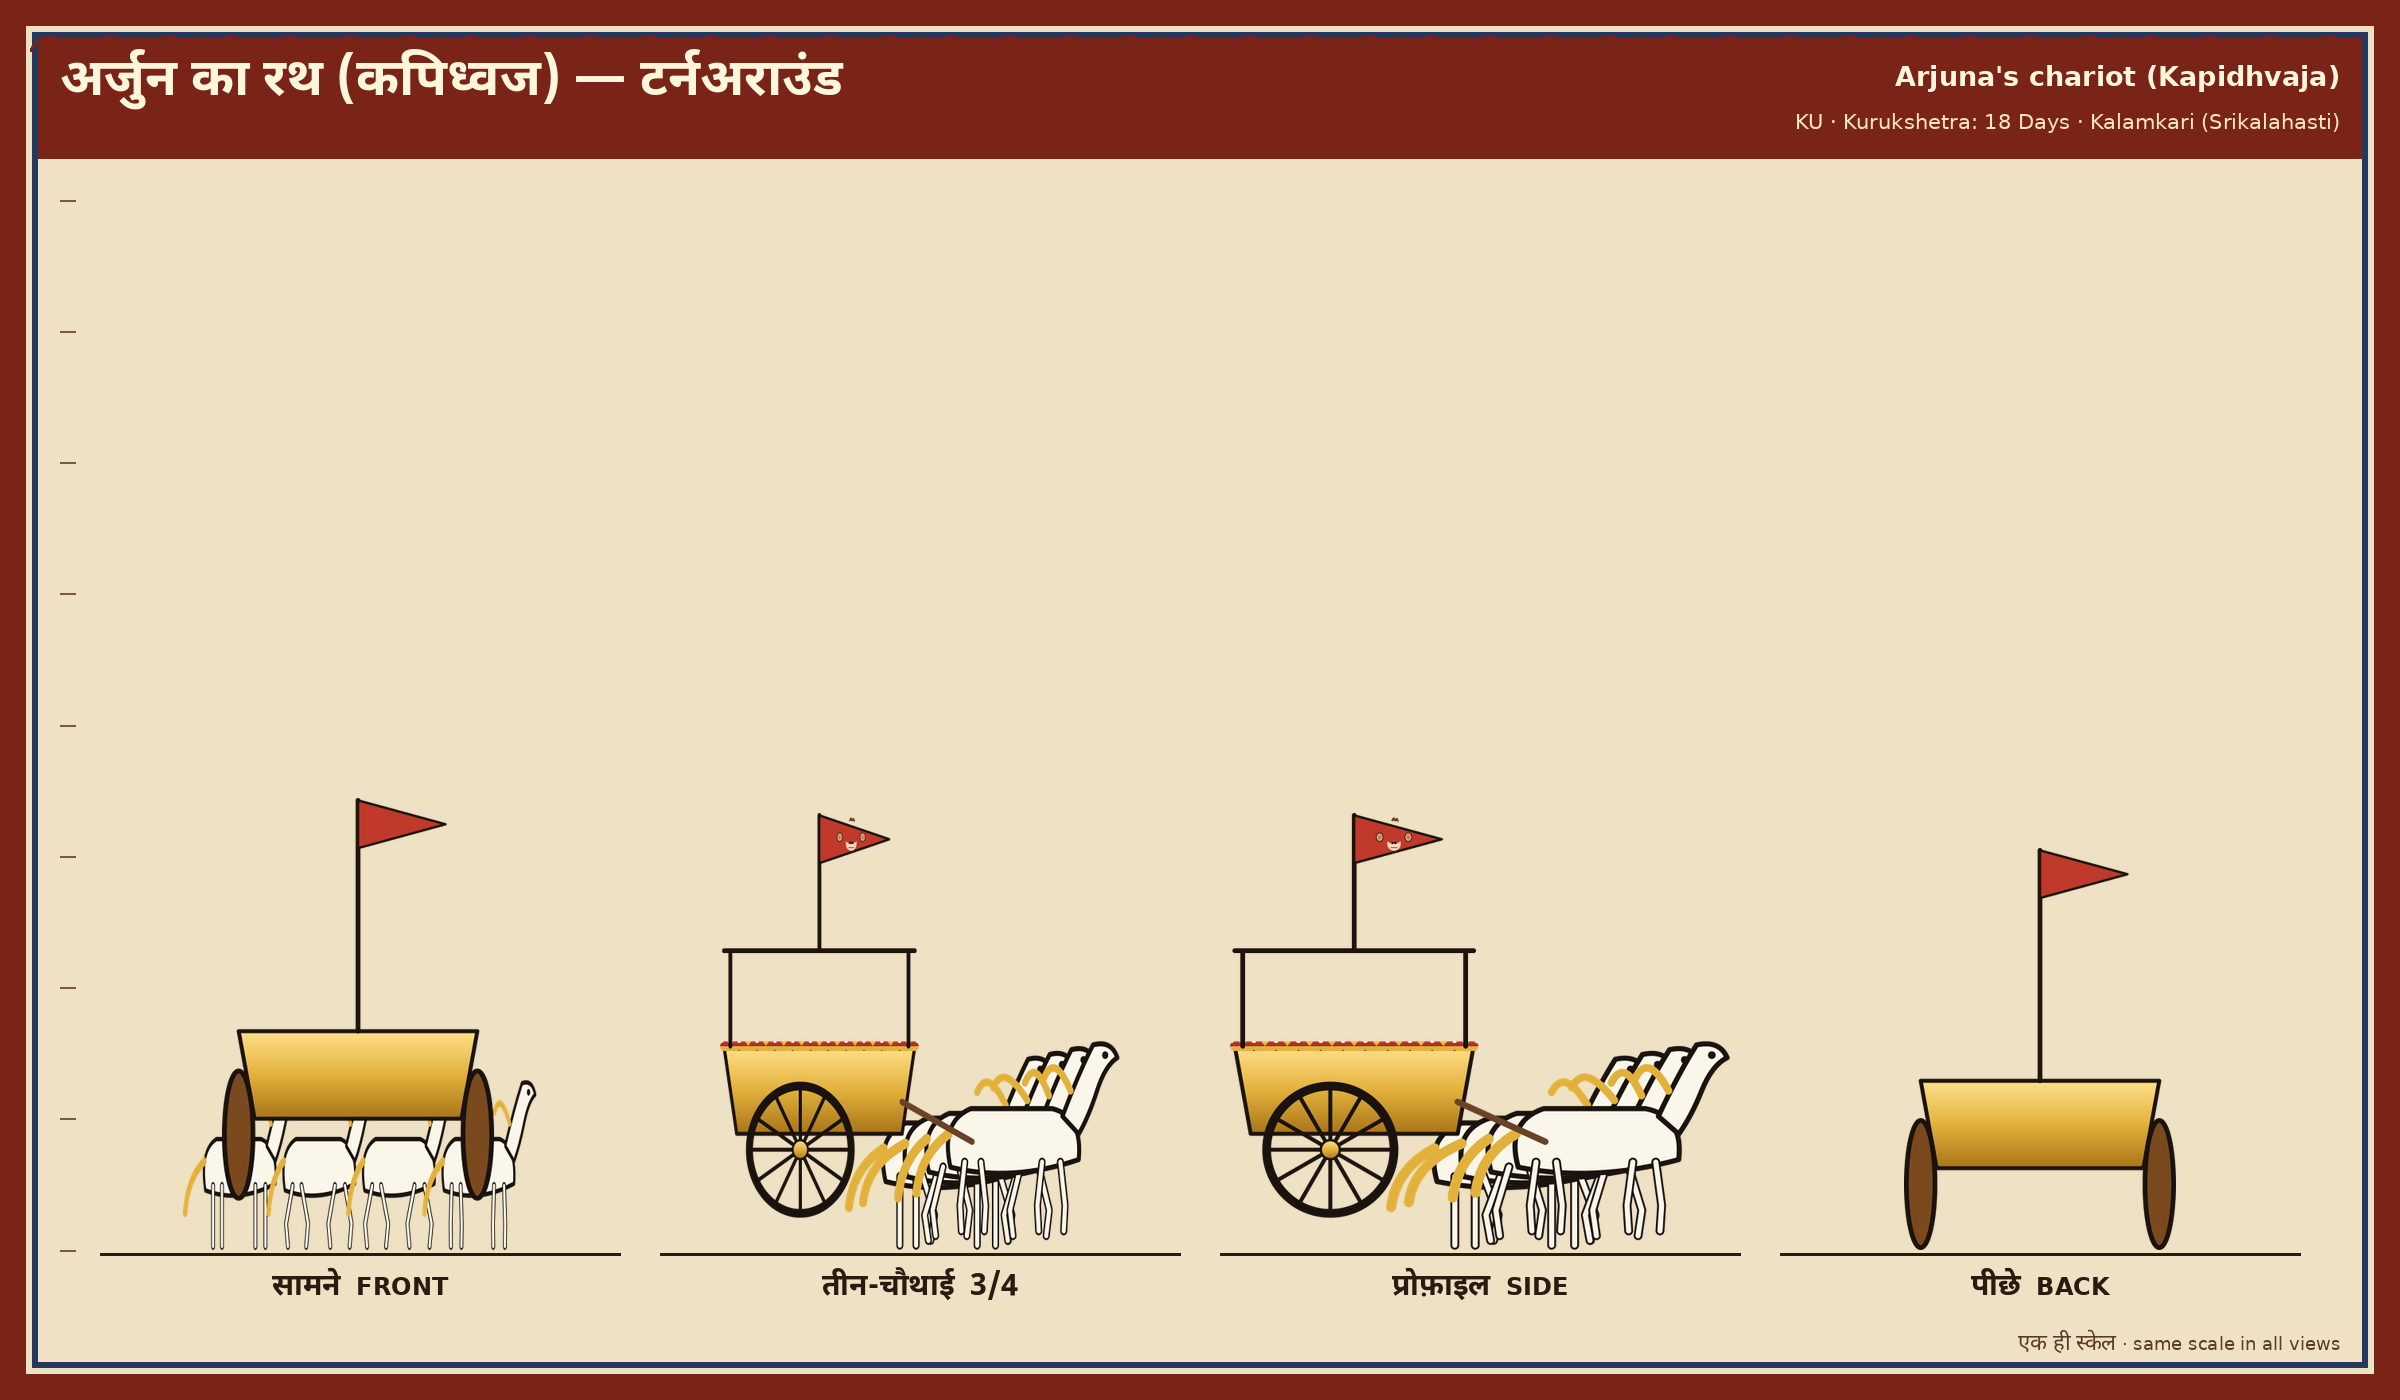 अर्जुन का रथ (कपिध्वज) — टर्नअराउंड
Arjuna's chariot (Kapidhvaja)
KU · Kurukshetra: 18 Days · Kalamkari (Srikalahasti)
सामने FRONT
तीन-चौथाई 3/4
प्रोफ़ाइल SIDE
पीछे BACK
एक ही स्केल · same scale in all views